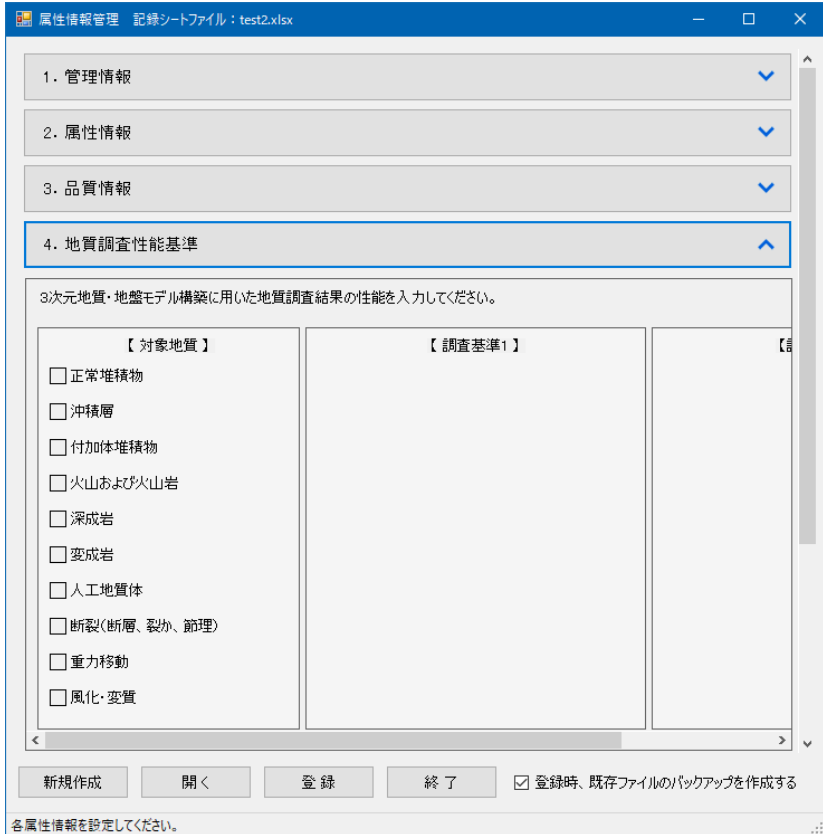 属性情報管理　記録シートファイル：test2.xlsx
1. 管理情報
2. 属性情報
3. 品質情報
4. 地質調査性能基準
3次元地質・地盤モデル構築に用いた地質調査結果の性能を入力してください。
【 対象地質 】
正常堆積物
沖積層
付加体堆積物
火山および火山岩
深成岩
変成岩
人工地質体
断裂(断層、裂か、節理)
重力移動
風化・変質
【 調査基準1 】
新規作成
開く
登録
終了
登録時、既存ファイルのバックアップを作成する
各属性情報を設定してください。